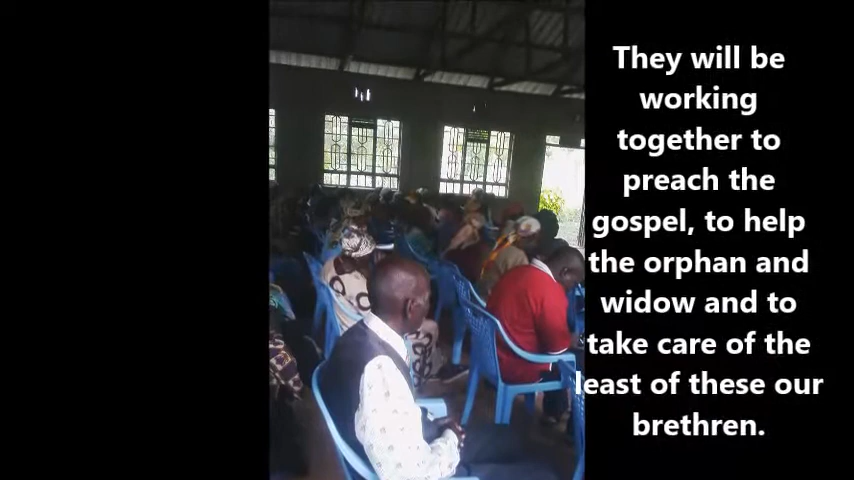 They will be
working
together to
preach the
gospel, to help
the orphan and
widow and to
take care of the
least of these our
brethren.